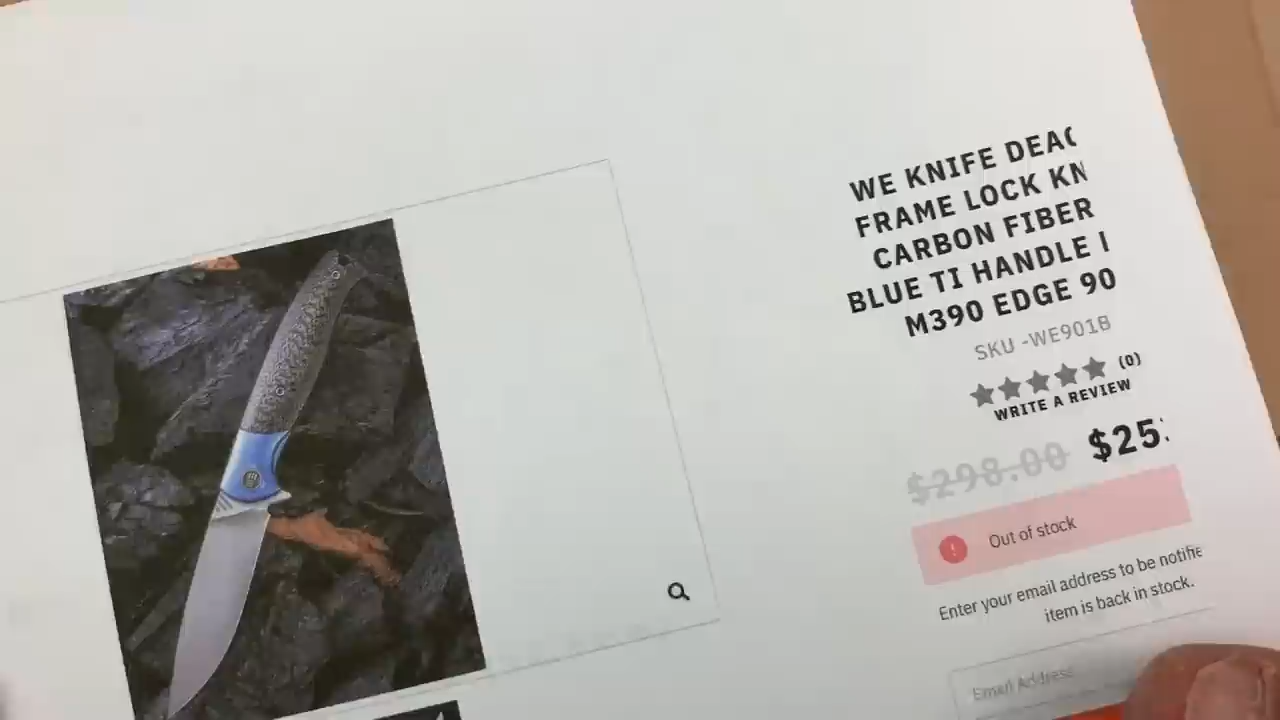 WE KNIFE DEAC
FRAME LOCK KN
CARBON FIBER
BLUE TI HANDLE
M390 EDGE 90
SKU -WE901B
(0)
WRITE A REVIEW
$298.00 $25
Out of stock
Enter your email address to be notifie
item is back in stock.
Email Address